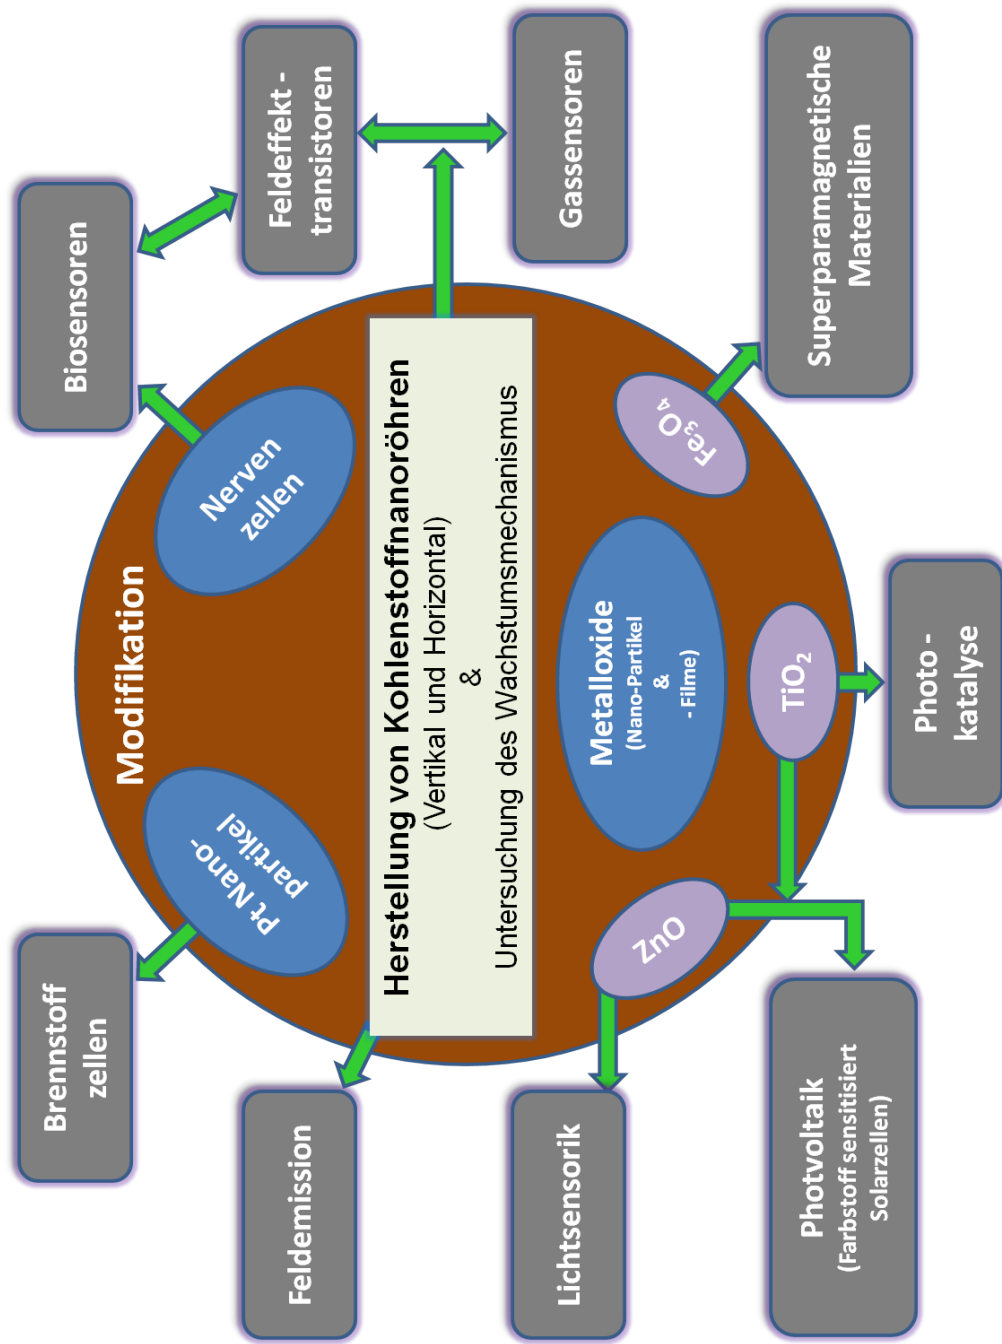 Brennstoff
zellen
Biosensoren
Modifikation
Pt Nano-
partikel
Nerven
zellen
Feldemission
Feldeffekt -
transistoren
Herstellung von Kohlenstoffnanoröhren
(Vertikal und Horizontal)
&
Untersuchung des Wachstumsmechanismus
Lichtsensorik
Gassensoren
Metalloxide
(Nano-Partikel
&
- Filme)
ZnO
TiO₂
Fe₃O₄
Photvoltaik
(Farbstoff sensitisiert
Solarzellen)
Photo -
katalyse
Superparamagnetische
Materialien